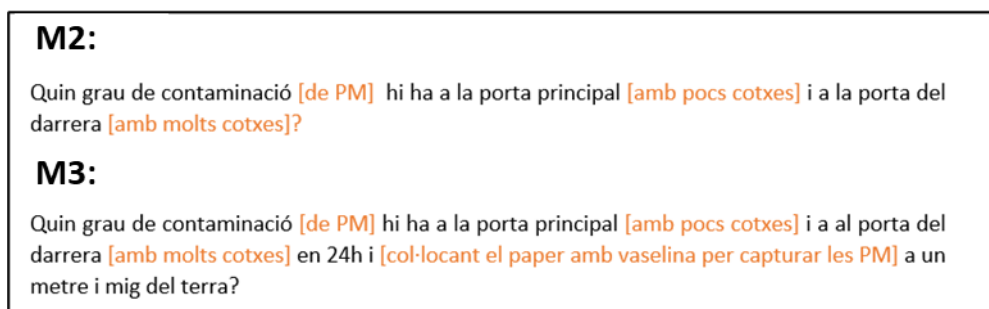 M2:
Quin grau de contaminació [de PM] hi ha a la porta principal [amb pocs cotxes] i a la porta del
darrera [amb molts cotxes]?
M3:
Quin grau de contaminació [de PM] hi ha a la porta principal [amb pocs cotxes] i a al porta del
darrera [amb molts cotxes] en 24h i [col·locant el paper amb vaselina per capturar les PM] a un
metre i mig del terra?